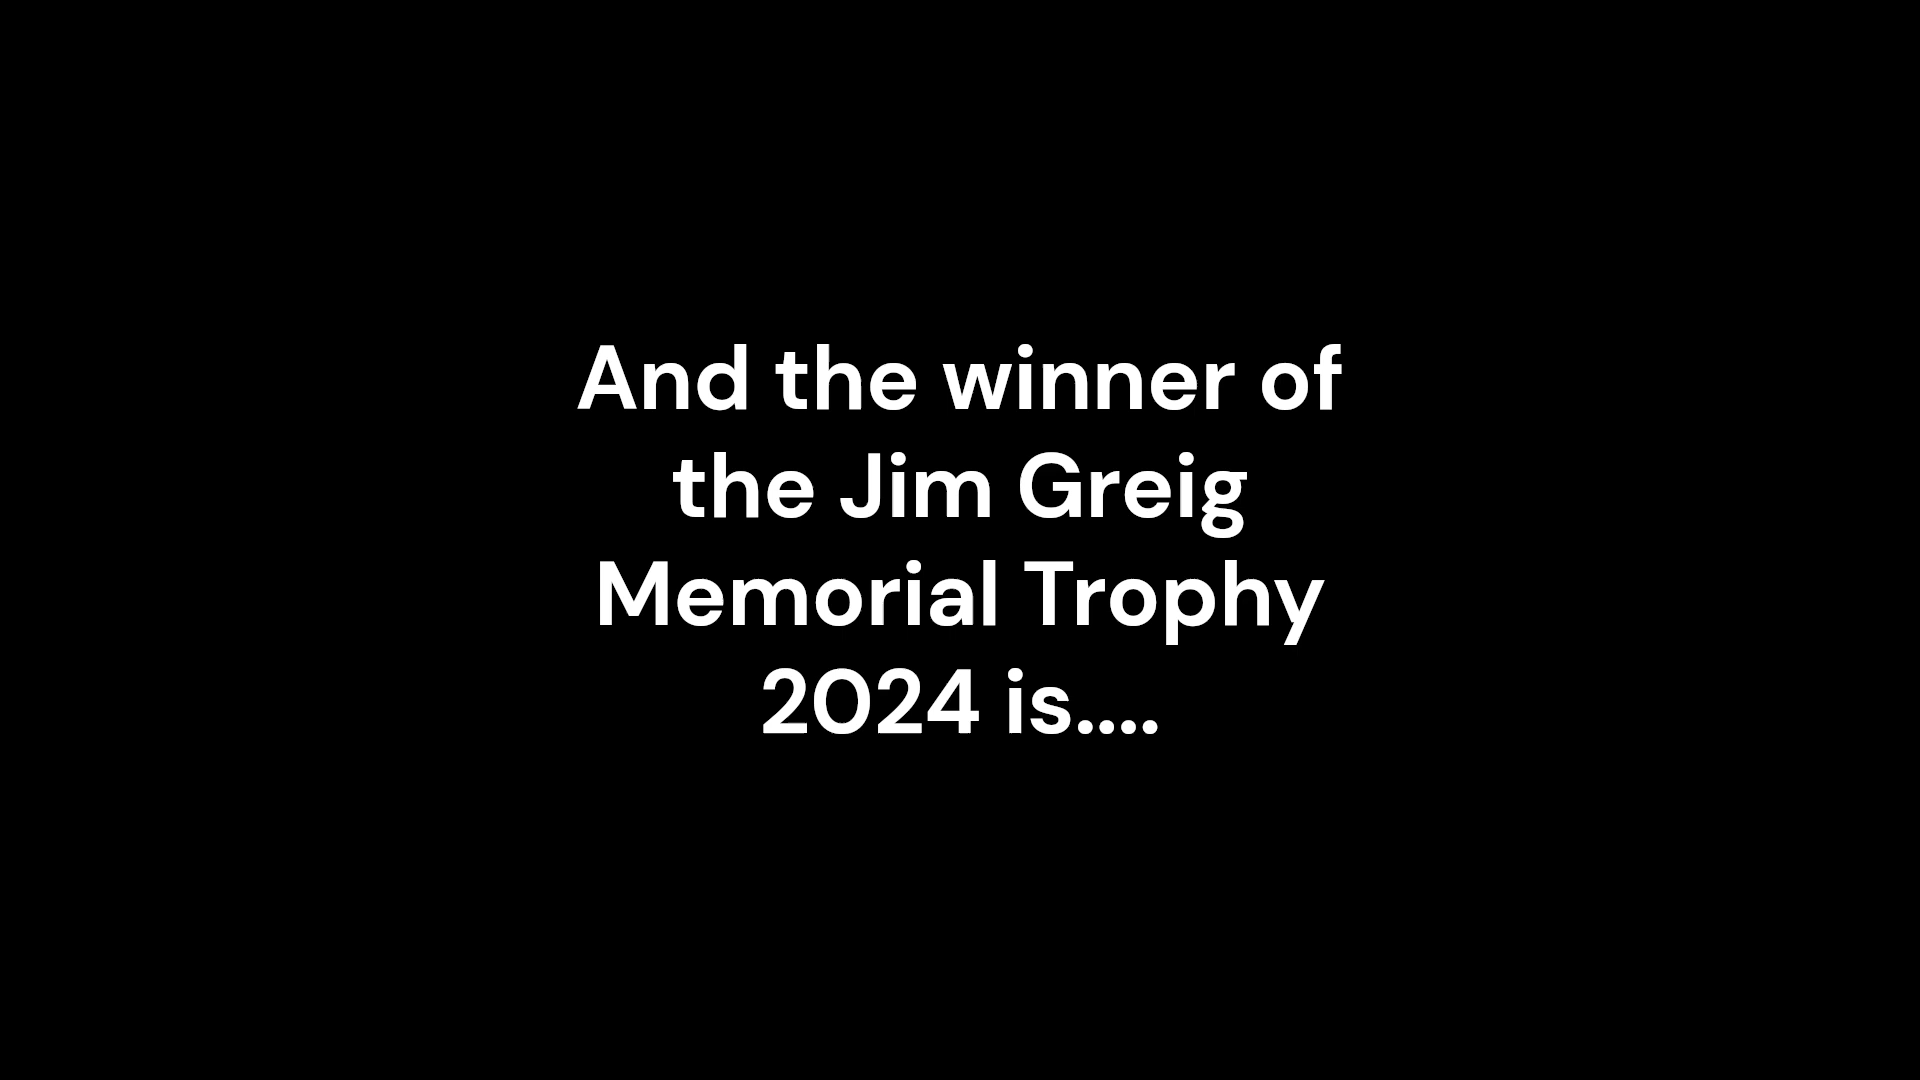 And the winner of
the Jim Greig
Memorial Trophy
2024 is....